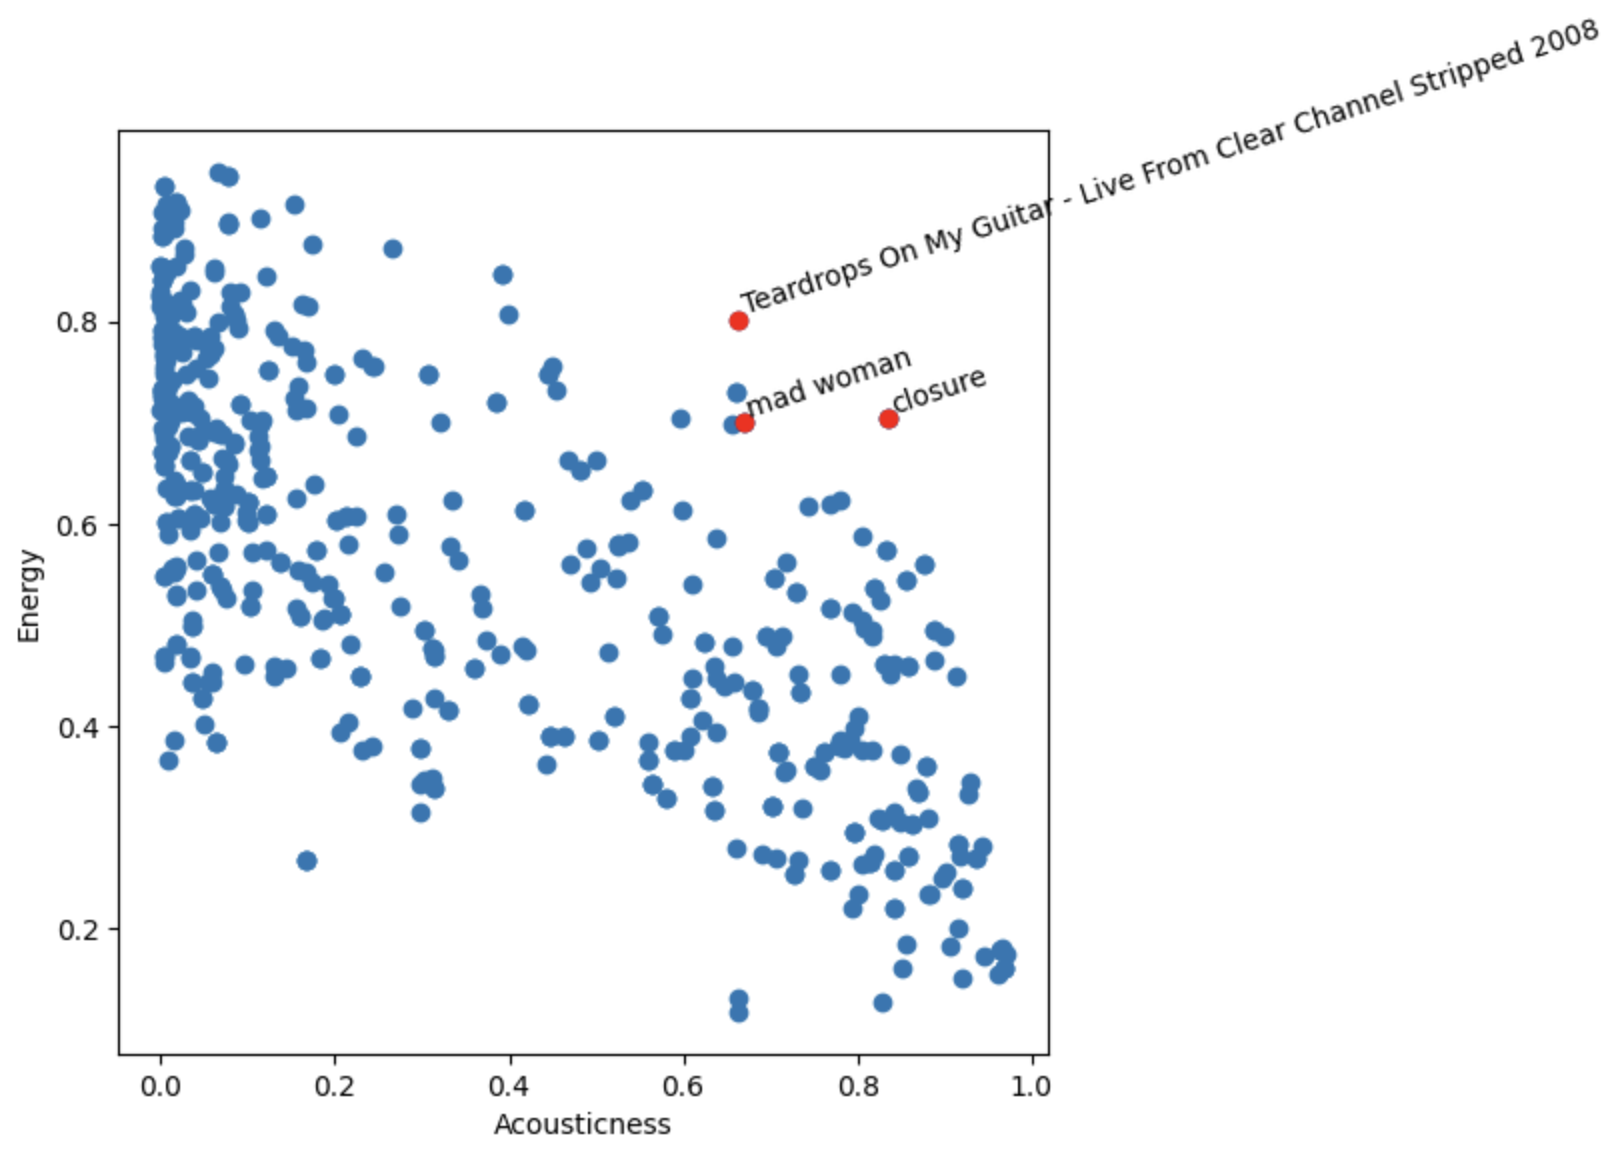 Teardrops On My Guitar - Live From Clear Channel Stripped 2008
mad woman
closure
0.8
0.6
0.4
0.2
Energy
0.0 0.2 0.4 0.6 0.8 1.0
Acousticness